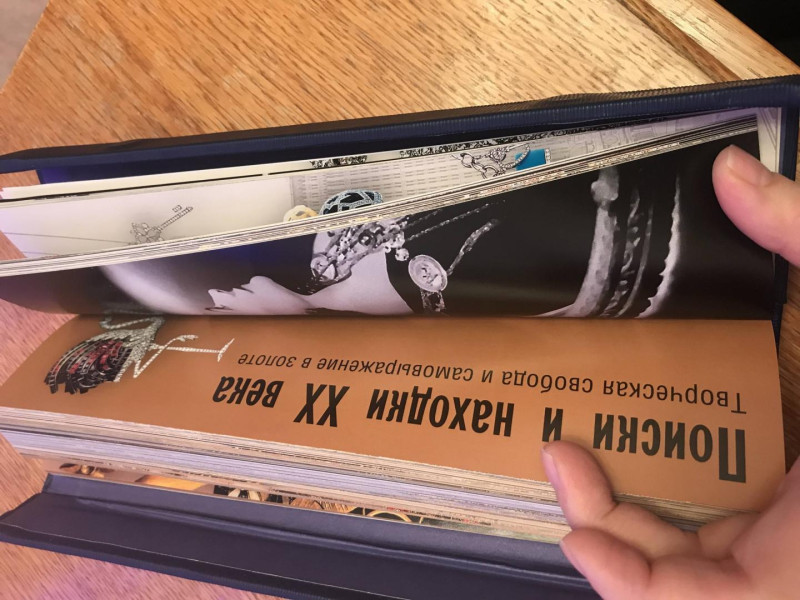 Поиски и находки XX века
Творческая свобода и самовыражение в золоте